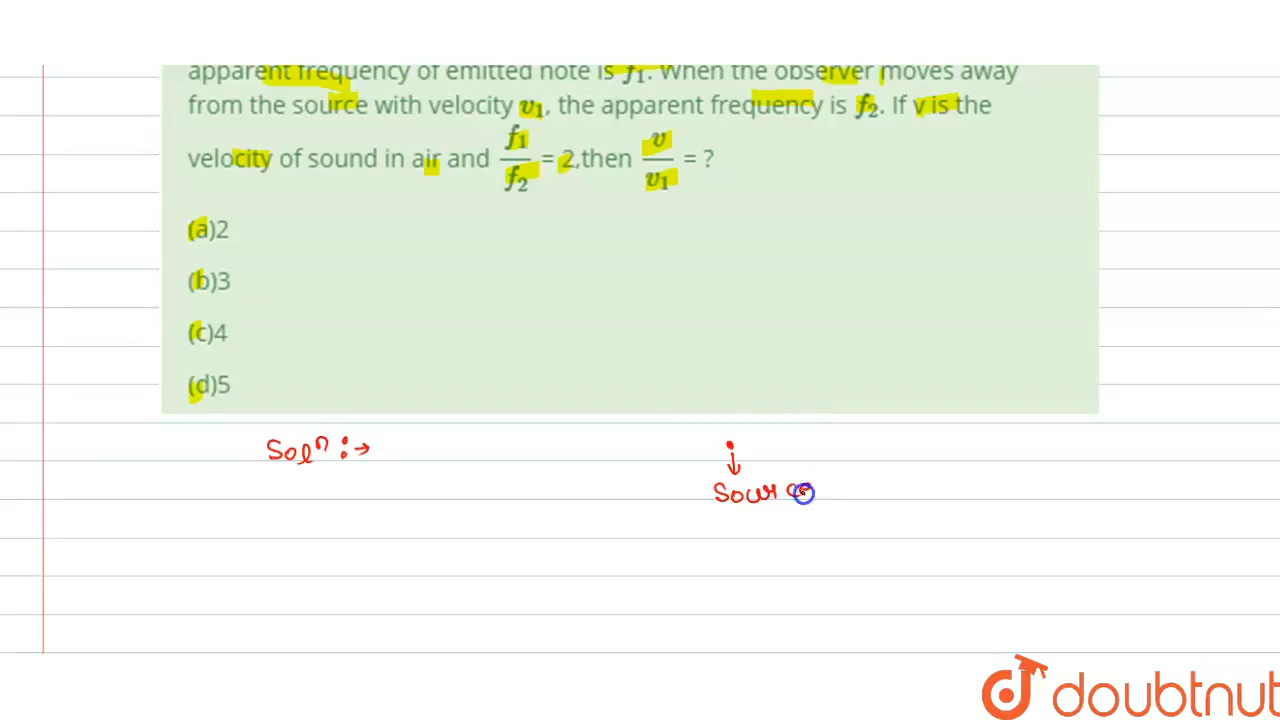 apparent frequency of emitted note is f₁. When the observer moves away
from the source with velocity v₁, the apparent frequency is f₂. If v is the
velocity of sound in air and f₁/f₂ = 2,then v/v₁ = ?
(a)2
(b)3
(c)4
(d)5
Solⁿ :→
Source
doubtnut